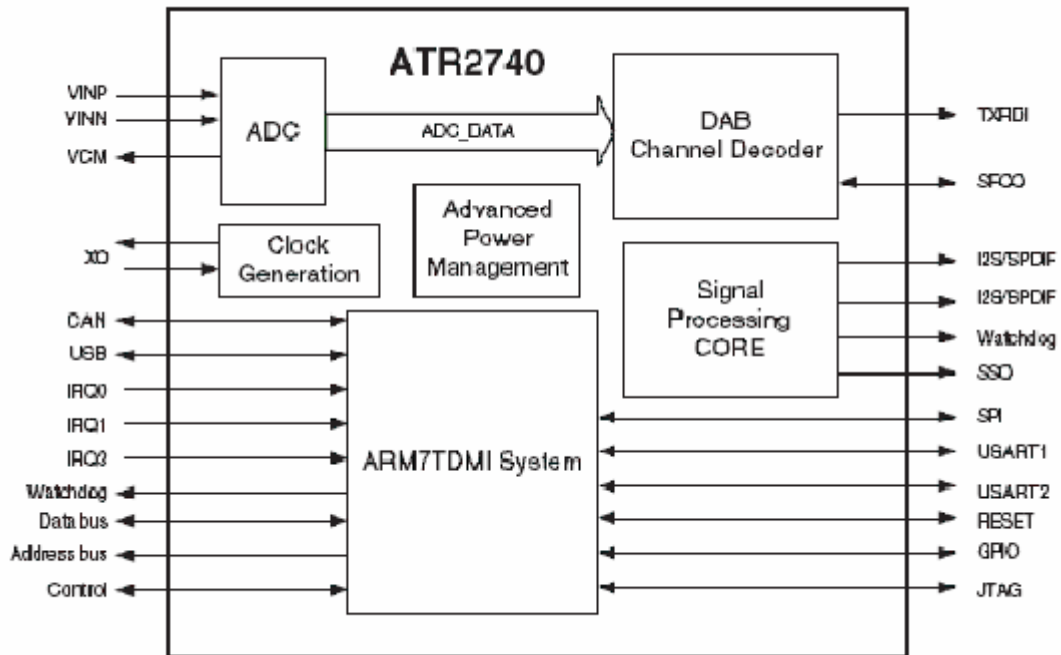 ATR2740
VINP
VINN
VCM
ADC
ADC_DATA
DAB
Channel Decoder
TXRDI
SFCO
XO
Clock
Generation
Advanced
Power
Management
Signal
Processing
CORE
I2S/SPDIF
I2S/SPDIF
Watchdog
SSO
CAN
USB
IRQ0
IRQ1
IRQ2
Watchdog
Data bus
Address bus
Control
ARM7TDMI System
SPI
USART1
USART2
RESET
GPIO
JTAG